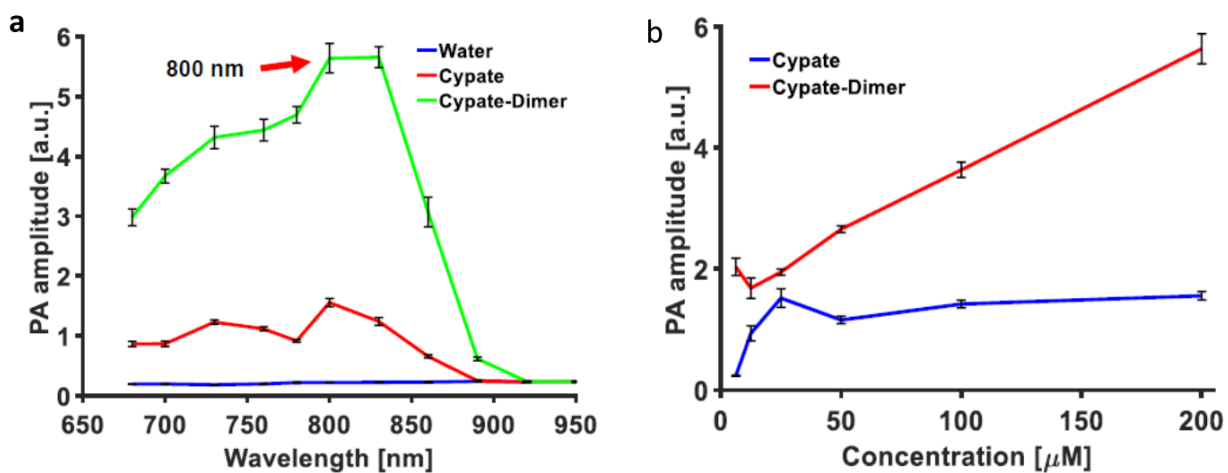 a
PA amplitude [a.u.]
6
5
4
3
2
1
0
650 700 750 800 850 900 950
Wavelength [nm]
800 nm
Water
Cypate
Cypate-Dimer
b
PA amplitude [a.u.]
6
4
2
0
0 50 100 150 200
Concentration [μM]
Cypate
Cypate-Dimer